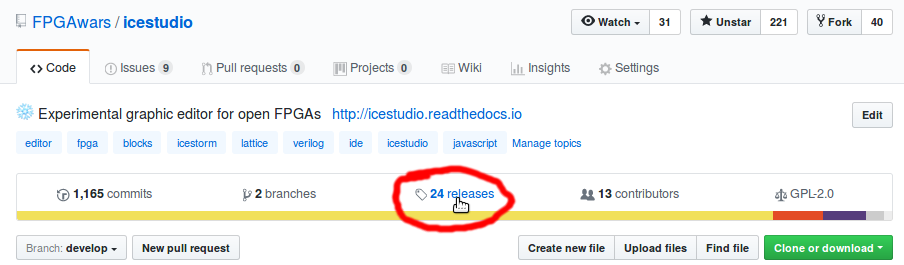 FPGAwars / icestudio Watch 31 Unstar 221 Fork 40
Code Issues 9 Pull requests 0 Projects 0 Wiki Insights Settings
Experimental graphic editor for open FPGAs http://icestudio.readthedocs.io Edit
editor fpga blocks icestorm lattice verilog ide icestudio javascript Manage topics
1,165 commits 2 branches 24 releases 13 contributors GPL-2.0
Branch: develop New pull request Create new file Upload files Find file Clone or download